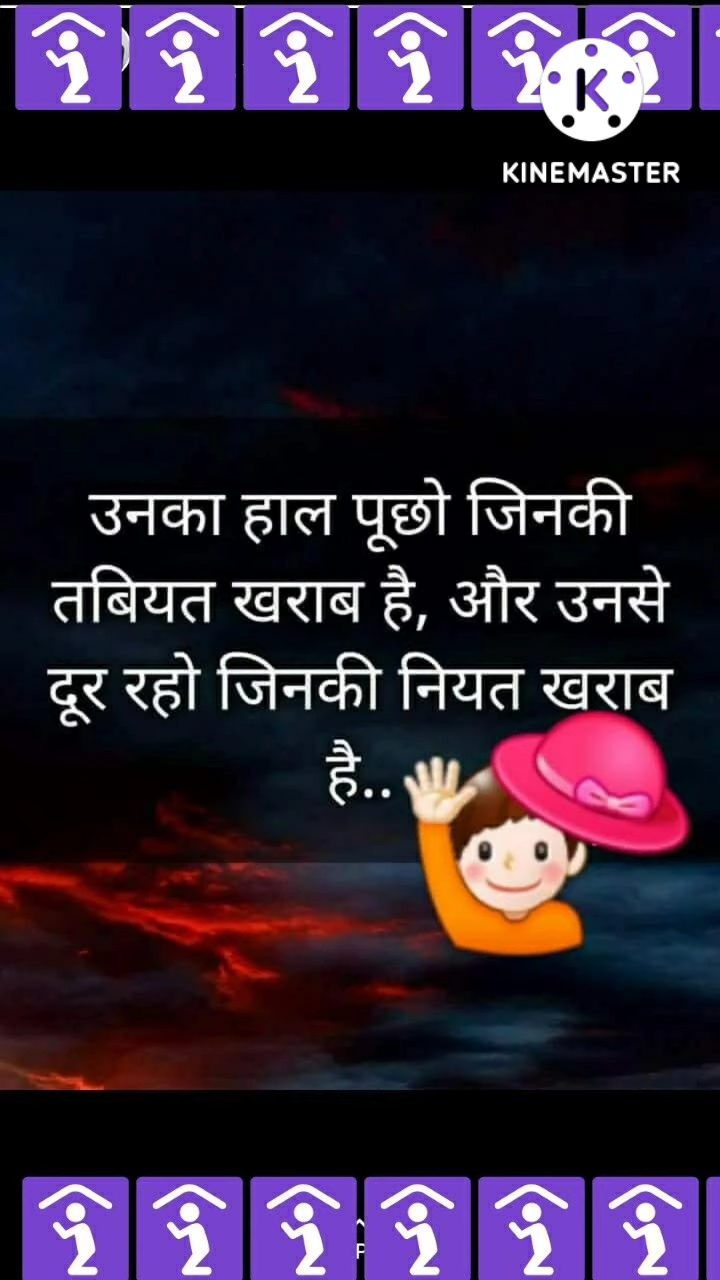 KINEMASTER
उनका हाल पूछो जिनकी
तबियत खराब है, और उनसे
दूर रहो जिनकी नियत खराब
है..